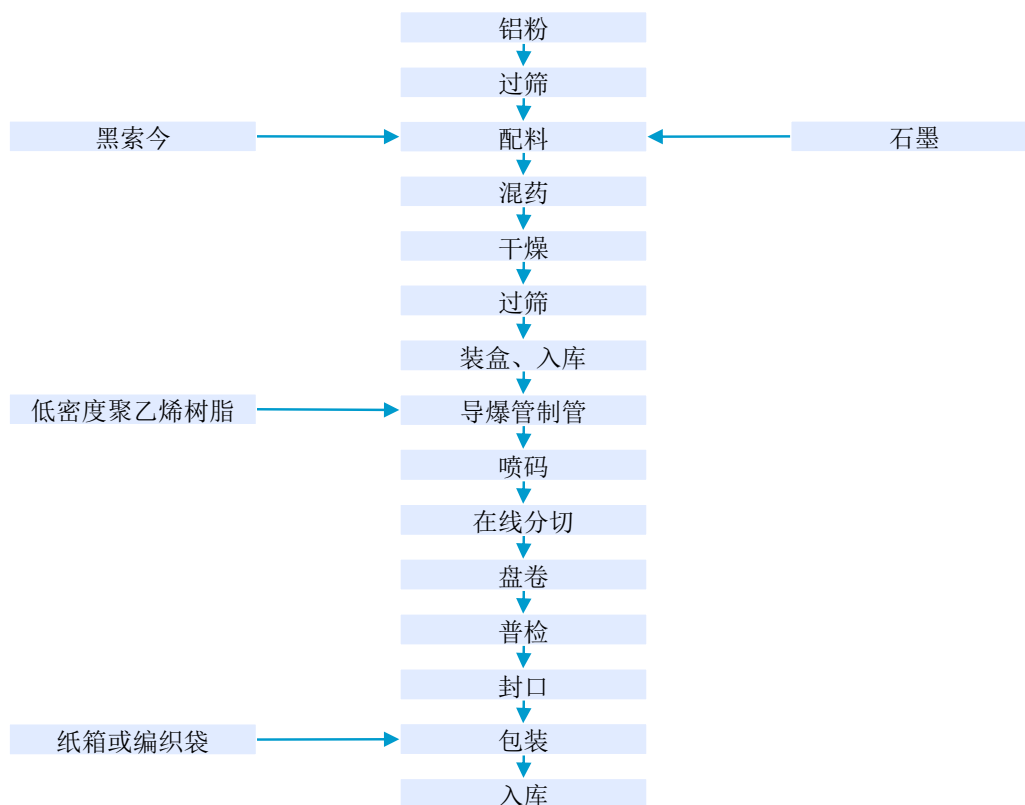 铝粉
过筛
黑索今
配料
石墨
混药
干燥
过筛
装盒、入库
低密度聚乙烯树脂
导爆管制管
喷码
在线分切
盘卷
普检
封口
纸箱或编织袋
包装
入库